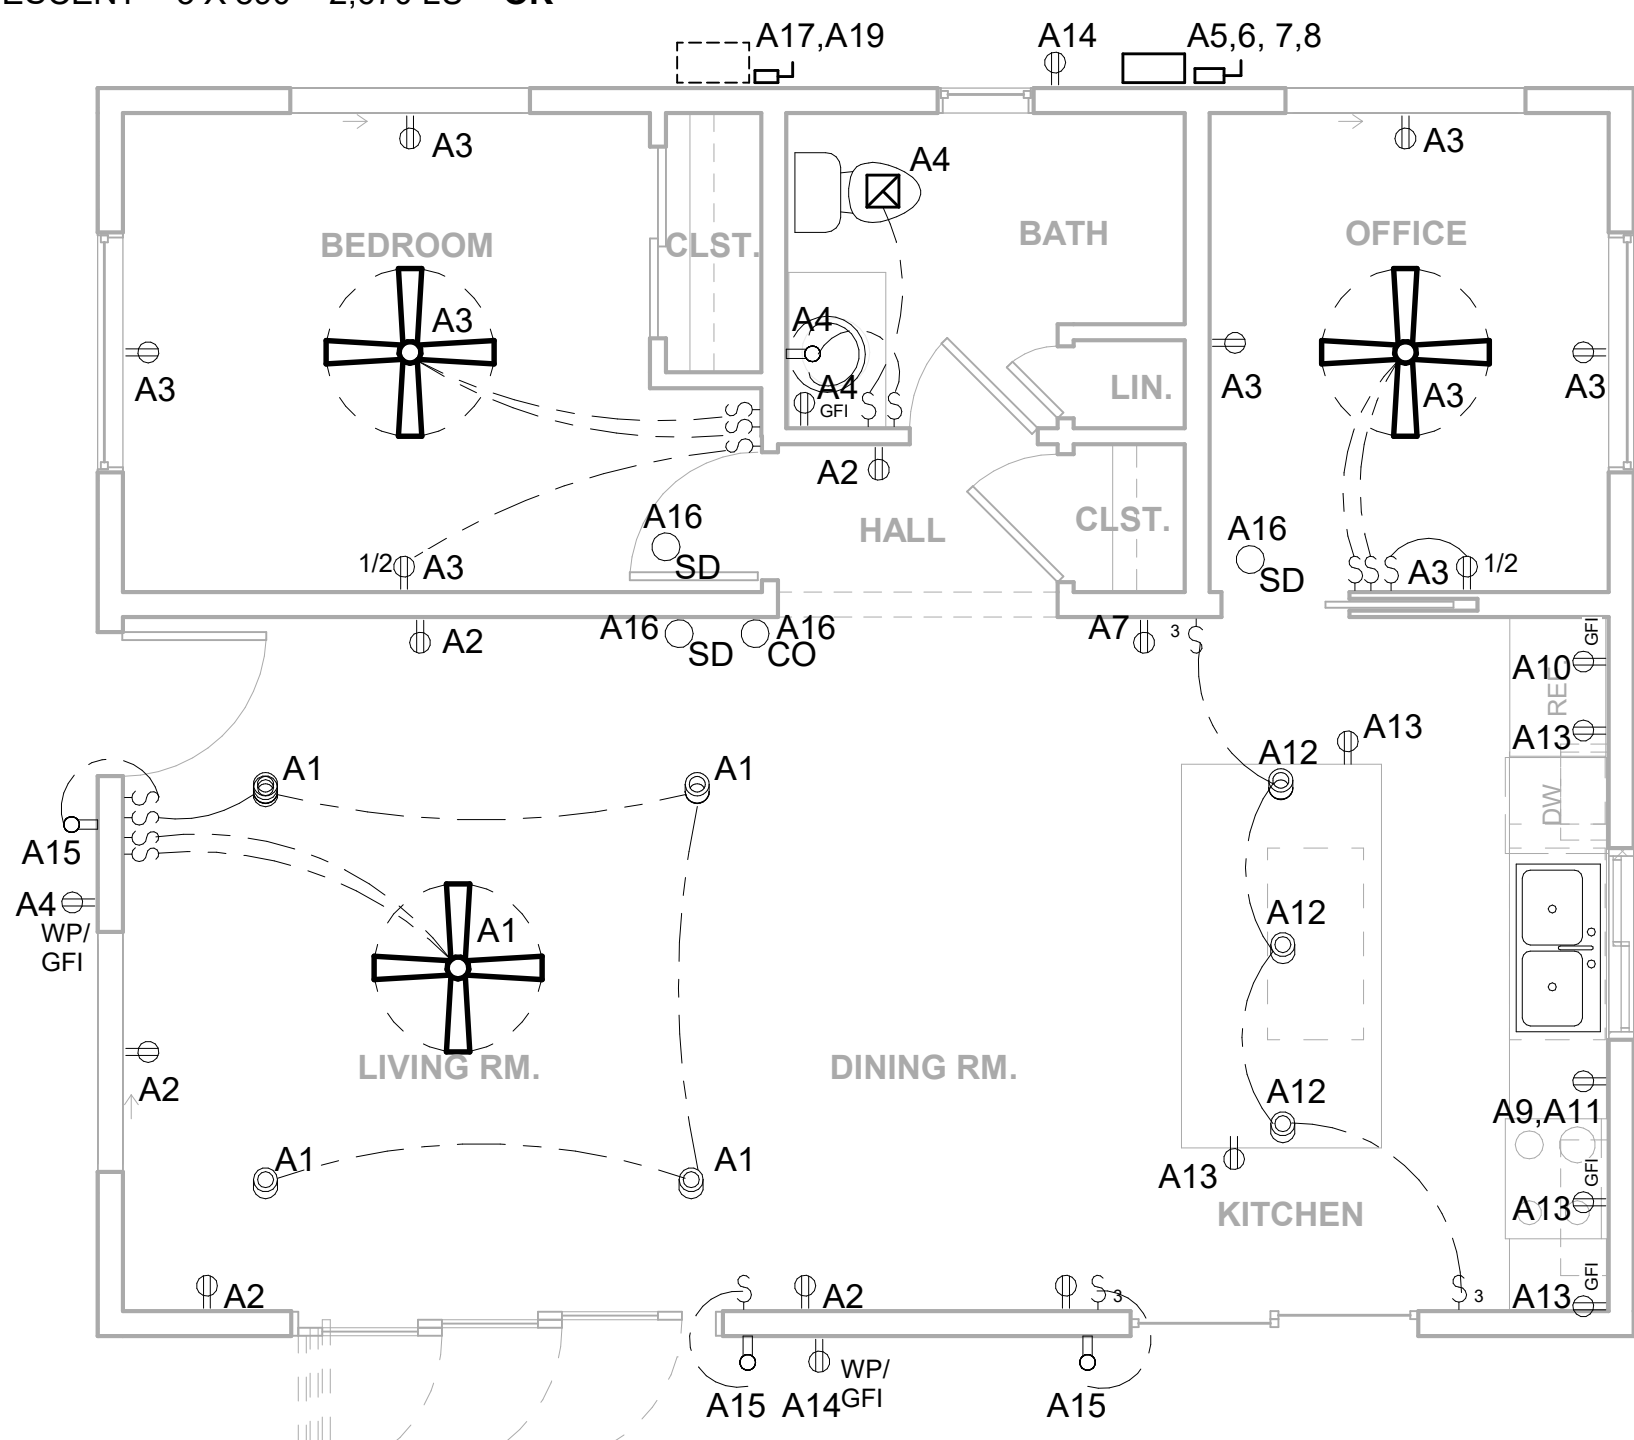 A17,A19
A14
A5,6, 7,8
A3
A3
A4
BEDROOM
CLST.
BATH
OFFICE
A3
A4
A3
A3
A3
A3
A4
GFI
LIN.
A3
A2
A16
SD
HALL
CLST.
A16
SD
1/2
A3
A3
1/2
A2
A16
SD
A16
CO
A7
3
GFI
A10
REF.
A13
A13
A1
A1
A12
DW
A15
A4
WP/
GFI
A1
A12
A2
LIVING RM.
DINING RM.
A12
A9,A11
A1
A1
A13
GFI
A13
KITCHEN
A2
A2
3
3
GFI
A13
WP/
GFI
A15
A14
A15